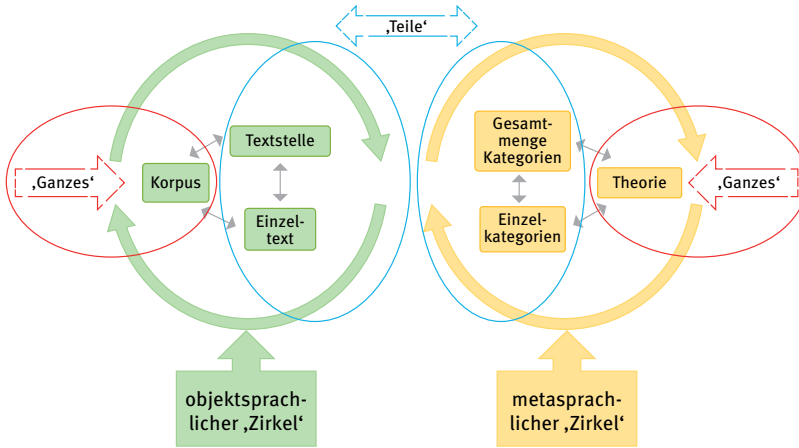 ‚Teile‘
Textstelle
Gesamt-
menge
Kategorien
‚Ganzes‘
Korpus
Theorie
‚Ganzes‘
Einzel-
text
Einzel-
kategorien
objektsprach-
licher ‚Zirkel‘
metasprach-
licher ‚Zirkel‘